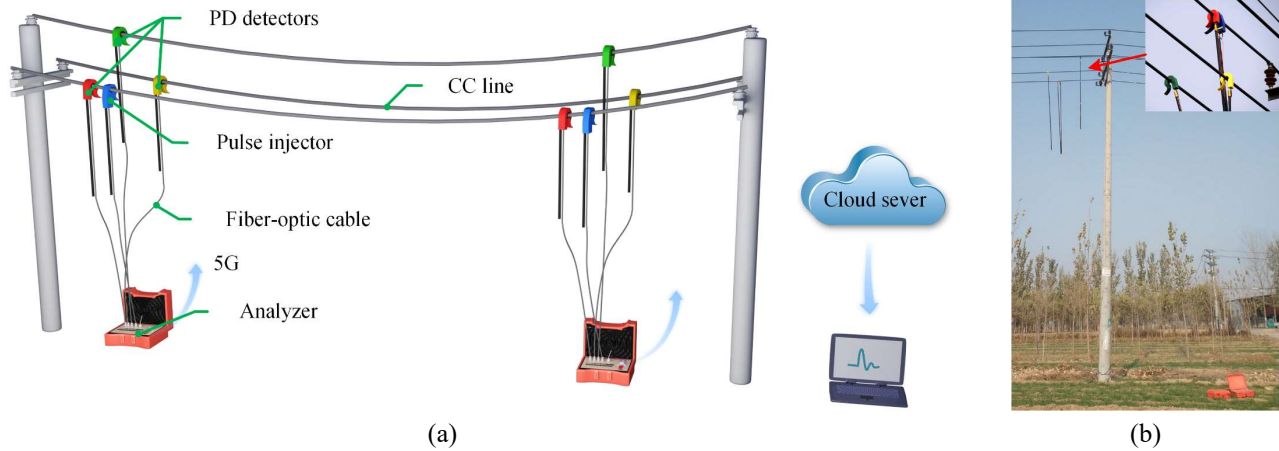 PD detectors
CC line
Pulse injector
Fiber-optic cable
Cloud sever
5G
Analyzer
(a)
(b)